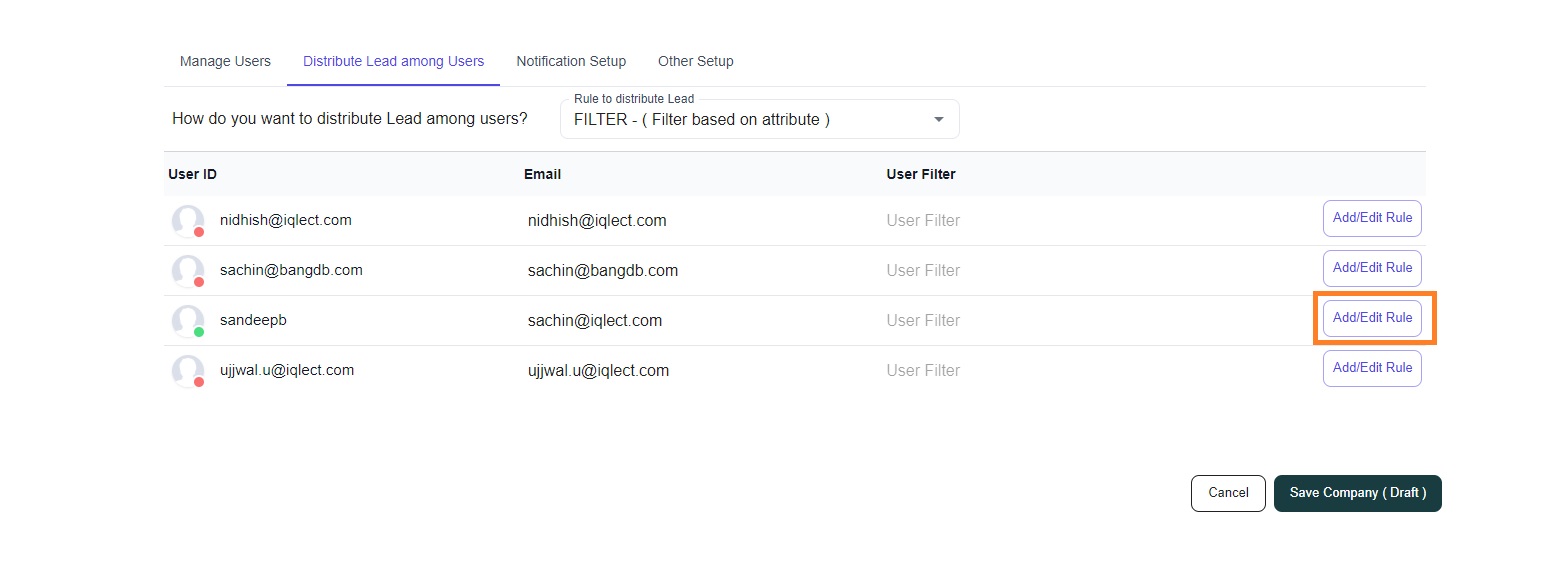 Manage Users Distribute Lead among Users Notification Setup Other Setup
Rule to distribute Lead
How do you want to distribute Lead among users? FILTER - ( Filter based on attribute )
User ID Email User Filter
nidhish@iqlect.com nidhish@iqlect.com User Filter Add/Edit Rule
sachin@bangdb.com sachin@bangdb.com User Filter Add/Edit Rule
sandeepb sachin@iqlect.com User Filter Add/Edit Rule
ujjwal.u@iqlect.com ujjwal.u@iqlect.com User Filter Add/Edit Rule
Cancel Save Company ( Draft )